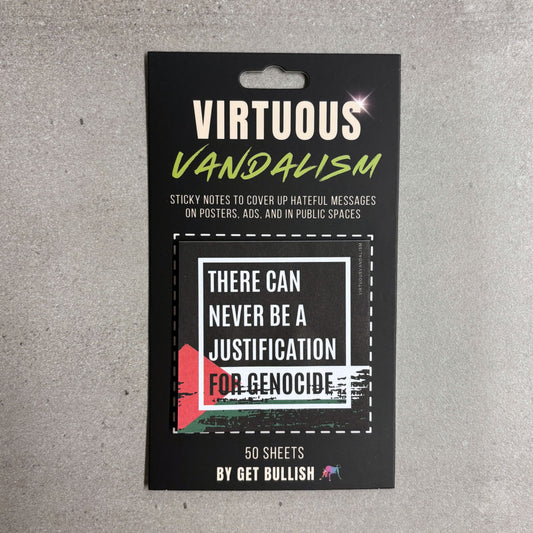 VIRTUOUS
VANDALISM
STICKY NOTES TO COVER UP HATEFUL MESSAGES
ON POSTERS, ADS, AND IN PUBLIC SPACES
VIRTUOUSVANDALISM
THERE CAN
NEVER BE A
JUSTIFICATION
FOR GENOCIDE
50 SHEETS
BY GET BULLISH